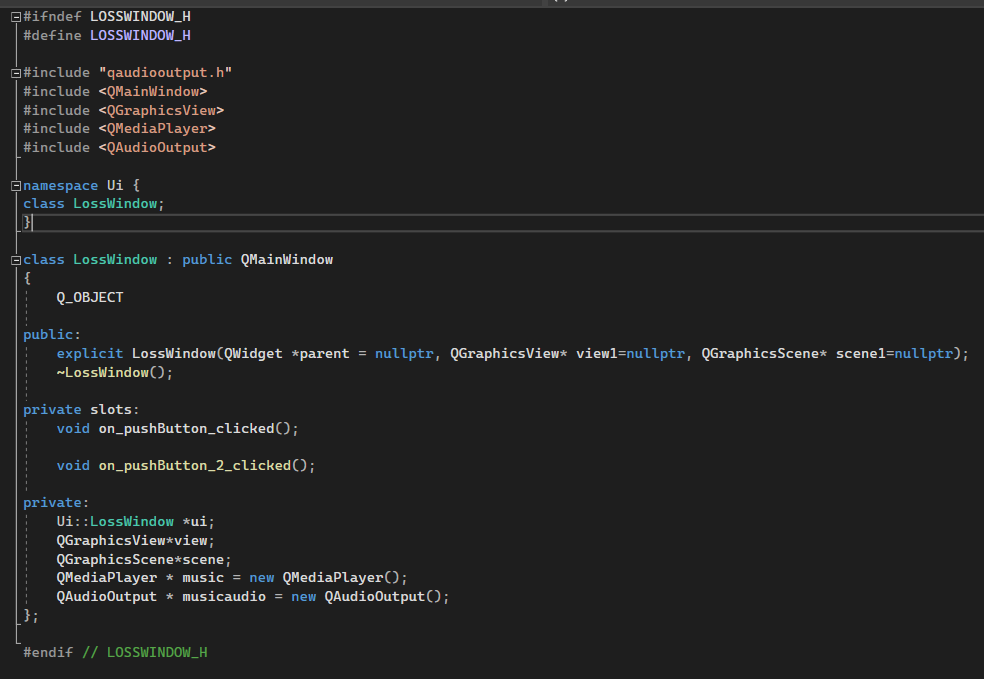 #ifndef LOSSWINDOW_H
#define LOSSWINDOW_H
#include "qaudiooutput.h"
#include <QMainWindow>
#include <QGraphicsView>
#include <QMediaPlayer>
#include <QAudioOutput>
namespace Ui {
class LossWindow;
}
class LossWindow : public QMainWindow
{
Q_OBJECT
public:
explicit LossWindow(QWidget *parent = nullptr, QGraphicsView* view1=nullptr, QGraphicsScene* scene1=nullptr);
~LossWindow();
private slots:
void on_pushButton_clicked();
void on_pushButton_2_clicked();
private:
Ui::LossWindow *ui;
QGraphicsView*view;
QGraphicsScene*scene;
QMediaPlayer * music = new QMediaPlayer();
QAudioOutput * musicaudio = new QAudioOutput();
};
#endif // LOSSWINDOW_H